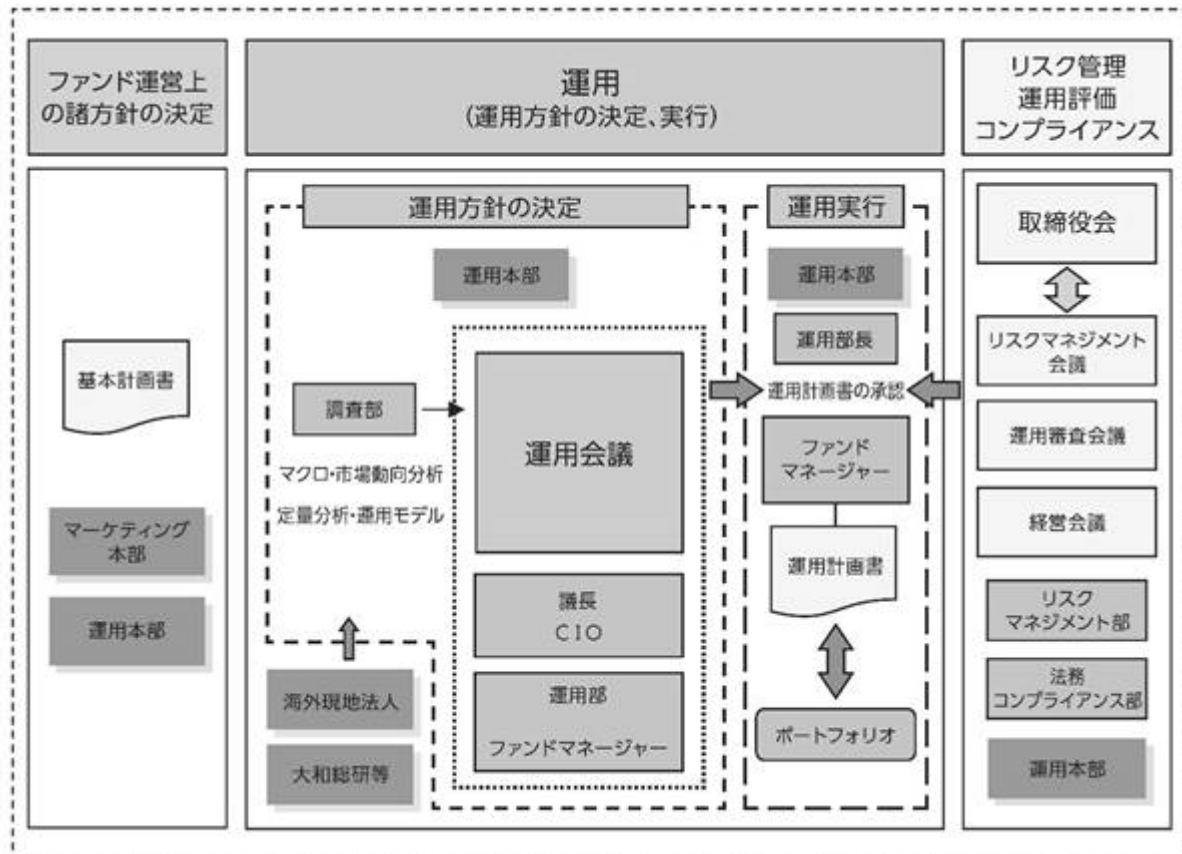 ファンド運営上
の諸方針の決定
運用
(運用方針の決定、実行)
リスク管理
運用評価
コンプライアンス
基本計画書
マーケティング
本部
運用本部
運用方針の決定
運用本部
調査部
マクロ・市場動向分析
定量分析・運用モデル
運用会議
議長
CIO
運用部
ファンドマネージャー
海外現地法人
大和総研等
運用実行
運用本部
運用部長
運用計画書の承認
ファンド
マネージャー
運用計画書
ポートフォリオ
取締役会
リスクマネジメント
会議
運用審査会議
経営会議
リスク
マネジメント部
法務
コンプライアンス部
運用本部